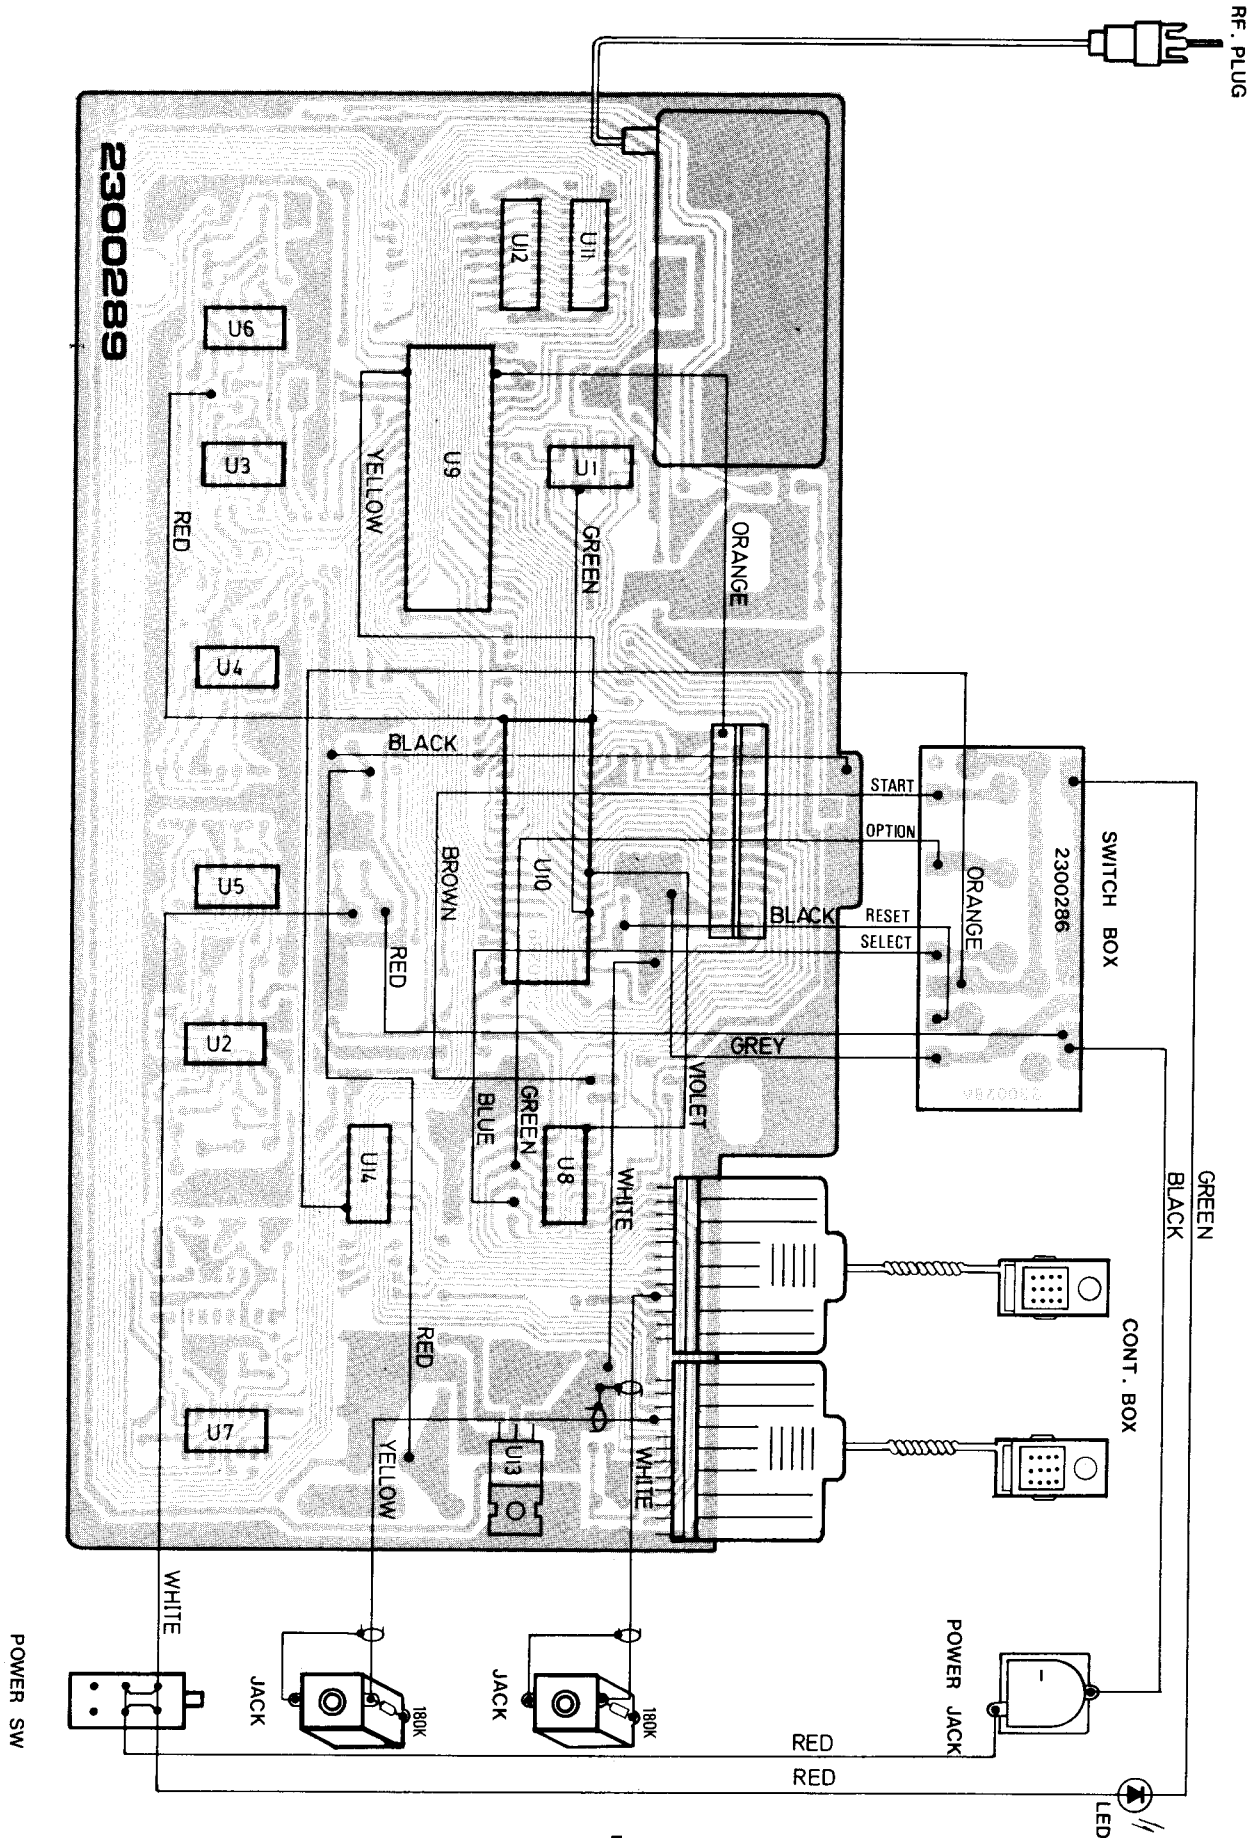 RF. PLUG
2300289
U12
U11
U6
U3
U9
U1
YELLOW
RED
GREEN
ORANGE
U4
BLACK
START
OPTION
RESET
SELECT
SWITCH BOX
2300286
ORANGE
U5
BROWN
U10
BLACK
RED
GREY
U2
VIOLET
2300286
BLUE
GREEN
U8
U14
WHITE
GREEN
BLACK
RED
CONT. BOX
U7
YELLOW
U13
WHITE
WHITE
POWER SW
JACK
180K
JACK
180K
POWER JACK
RED
RED
LED